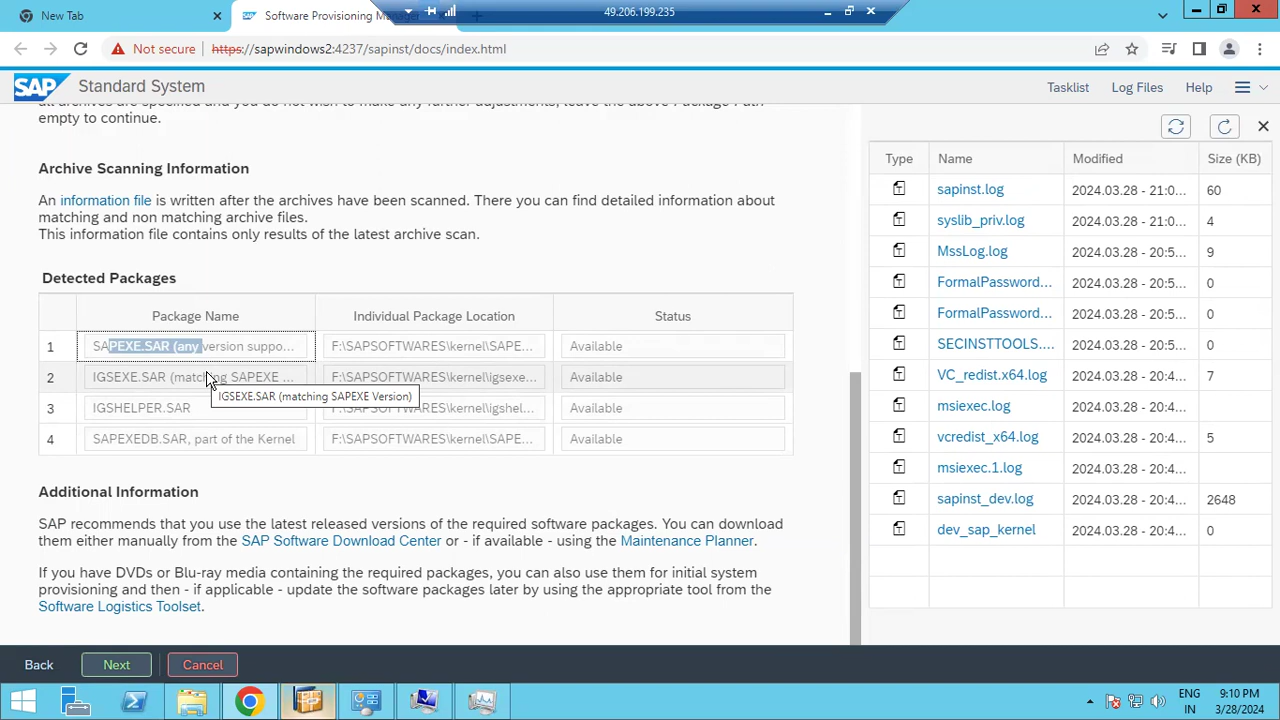 New Tab
Software Provisioning Manager
49.206.199.235
Not secure
https://sapwindows2:4237/sapinst/docs/index.html
SAP
Standard System
Tasklist
Log Files
Help
empty to continue.
Archive Scanning Information
An information file is written after the archives have been scanned. There you can find detailed information about
matching and non matching archive files.
This information file contains only results of the latest archive scan.
Detected Packages
Package Name
Individual Package Location
Status
1
SAPEXE.SAR (any version suppo...
F:\SAPSOFTWARES\kernel\SAPE...
Available
2
IGSEXE.SAR (matching SAPEXE ...
F:\SAPSOFTWARES\kernel\igsexe...
Available
IGSEXE.SAR (matching SAPEXE Version)
3
IGSHELPER.SAR
F:\SAPSOFTWARES\kernel\igshel...
Available
4
SAPEXEDB.SAR, part of the Kernel
F:\SAPSOFTWARES\kernel\SAPE...
Available
Additional Information
SAP recommends that you use the latest released versions of the required software packages. You can download
them either manually from the SAP Software Download Center or - if available - using the Maintenance Planner.
If you have DVDs or Blu-ray media containing the required packages, you can also use them for initial system
provisioning and then - if applicable - update the software packages later by using the appropriate tool from the
Software Logistics Toolset.
Back
Next
Cancel
Type
Name
Modified
Size (KB)
sapinst.log
2024.03.28 - 21:0...
60
syslib_priv.log
2024.03.28 - 21:0...
4
MssLog.log
2024.03.28 - 20:5...
9
FormalPassword...
2024.03.28 - 20:5...
0
FormalPassword...
2024.03.28 - 20:5...
0
SECINSTTOOLS....
2024.03.28 - 20:4...
0
VC_redist.x64.log
2024.03.28 - 20:4...
7
msiexec.log
2024.03.28 - 20:4...
vcredist_x64.log
2024.03.28 - 20:4...
5
msiexec.1.log
2024.03.28 - 20:4...
sapinst_dev.log
2024.03.28 - 20:4...
2648
dev_sap_kernel
2024.03.28 - 20:4...
0
ENG
IN
9:10 PM
3/28/2024